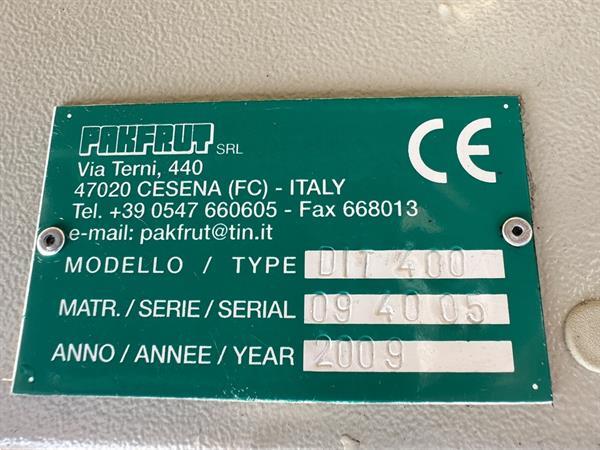 PAKFRUT SRL
CE
Via Terni, 440
47020 CESENA (FC) - ITALY
Tel. +39 0547 660605 - Fax 668013
e-mail: pakfrut@tin.it
MODELLO / TYPE DIT 400
MATR. / SERIE / SERIAL 09 40 05
ANNO / ANNEE / YEAR 2009